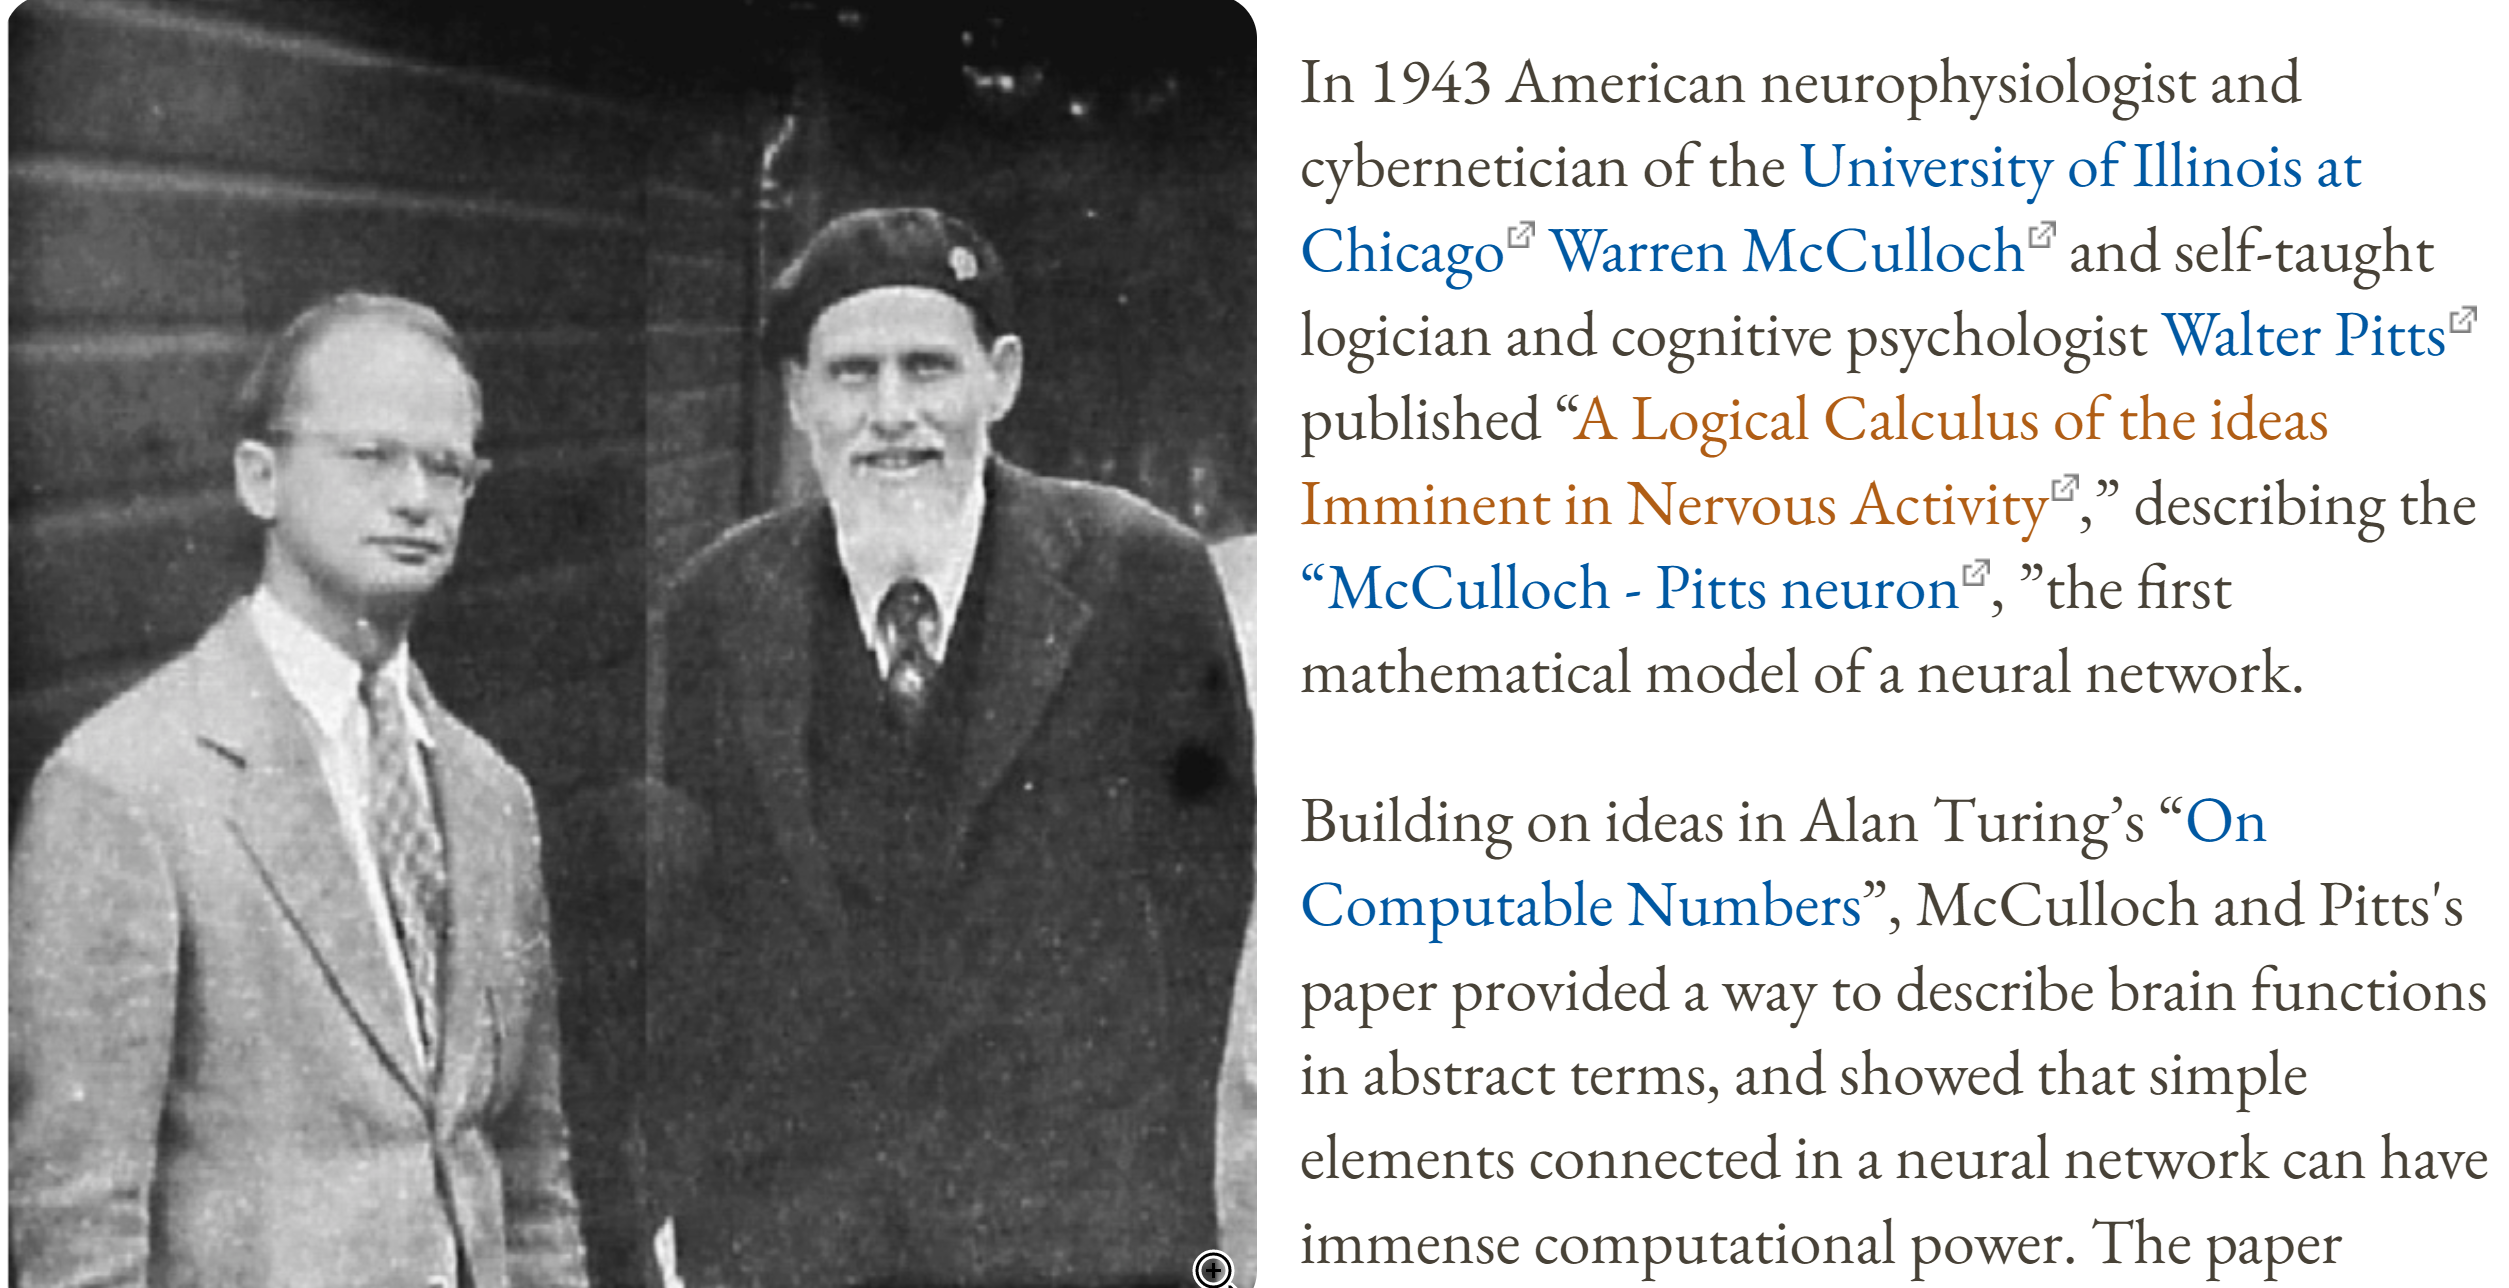 In 1943 American neurophysiologist and
cybernetician of the University of Illinois at
Chicago Warren McCulloch and self-taught
logician and cognitive psychologist Walter Pitts
published “A Logical Calculus of the ideas
Imminent in Nervous Activity,” describing the
“McCulloch - Pitts neuron, ”the first
mathematical model of a neural network.
Building on ideas in Alan Turing’s “On
Computable Numbers”, McCulloch and Pitts's
paper provided a way to describe brain functions
in abstract terms, and showed that simple
elements connected in a neural network can have
immense computational power. The paper